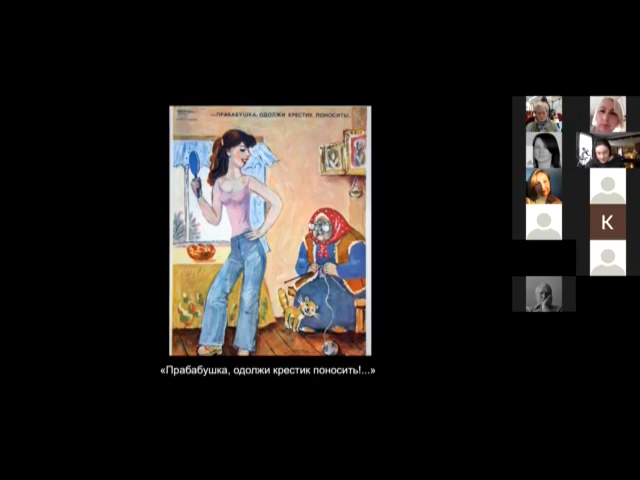 —ПРАБАБУШКА, ОДОЛЖИ КРЕСТИК ПОНОСИТЬ!..
K
«Прабабушка, одолжи крестик поносить!...»